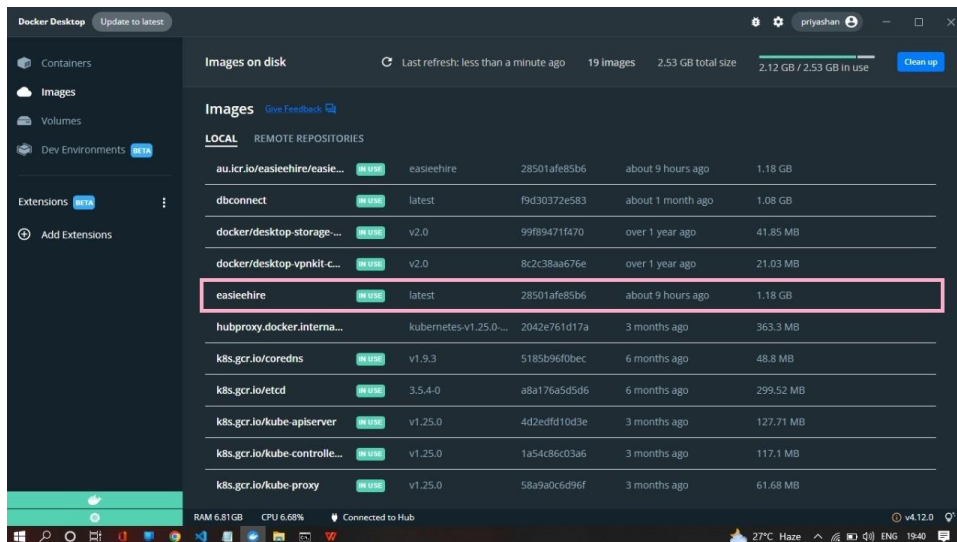 Docker Desktop Update to latest priyashan
Containers
Images
Volumes
Dev Environments BETA
Extensions BETA
Add Extensions
Images on disk Last refresh: less than a minute ago 19 images 2.53 GB total size 2.12 GB / 2.53 GB in use Clean up
Images Give Feedback
LOCAL REMOTE REPOSITORIES
au.icr.io/easieehire/easie... IN USE easieehire 28501afe85b6 about 9 hours ago 1.18 GB
dbconnect IN USE latest f9d30372e583 about 1 month ago 1.08 GB
docker/desktop-storage-... IN USE v2.0 99f89471f470 over 1 year ago 41.85 MB
docker/desktop-vpnkit-c... IN USE v2.0 8c2c38aa676e over 1 year ago 21.03 MB
easieehire IN USE latest 28501afe85b6 about 9 hours ago 1.18 GB
hubproxy.docker.interna... kubernetes-v1.25.0-... 2042e761d17a 3 months ago 363.3 MB
k8s.gcr.io/coredns IN USE v1.9.3 5185b96f0bec 6 months ago 48.8 MB
k8s.gcr.io/etcd IN USE 3.5.4-0 a8a176a5d5d6 6 months ago 299.52 MB
k8s.gcr.io/kube-apiserver IN USE v1.25.0 4d2edfd10d3e 3 months ago 127.71 MB
k8s.gcr.io/kube-controlle... IN USE v1.25.0 1a54c86c03a6 3 months ago 117.1 MB
k8s.gcr.io/kube-proxy IN USE v1.25.0 58a9a0c6d96f 3 months ago 61.68 MB
RAM 6.81GB CPU 6.68% Connected to Hub v4.12.0
27°C Haze ENG 19:40